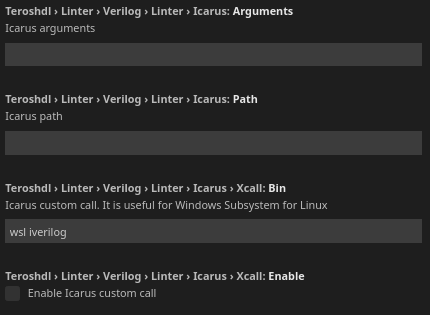 Teroshdl › Linter › Verilog › Linter › Icarus: Arguments
Icarus arguments
Teroshdl › Linter › Verilog › Linter › Icarus: Path
Icarus path
Teroshdl › Linter › Verilog › Linter › Icarus › Xcall: Bin
Icarus custom call. It is useful for Windows Subsystem for Linux
wsl iverilog
Teroshdl › Linter › Verilog › Linter › Icarus › Xcall: Enable
Enable Icarus custom call